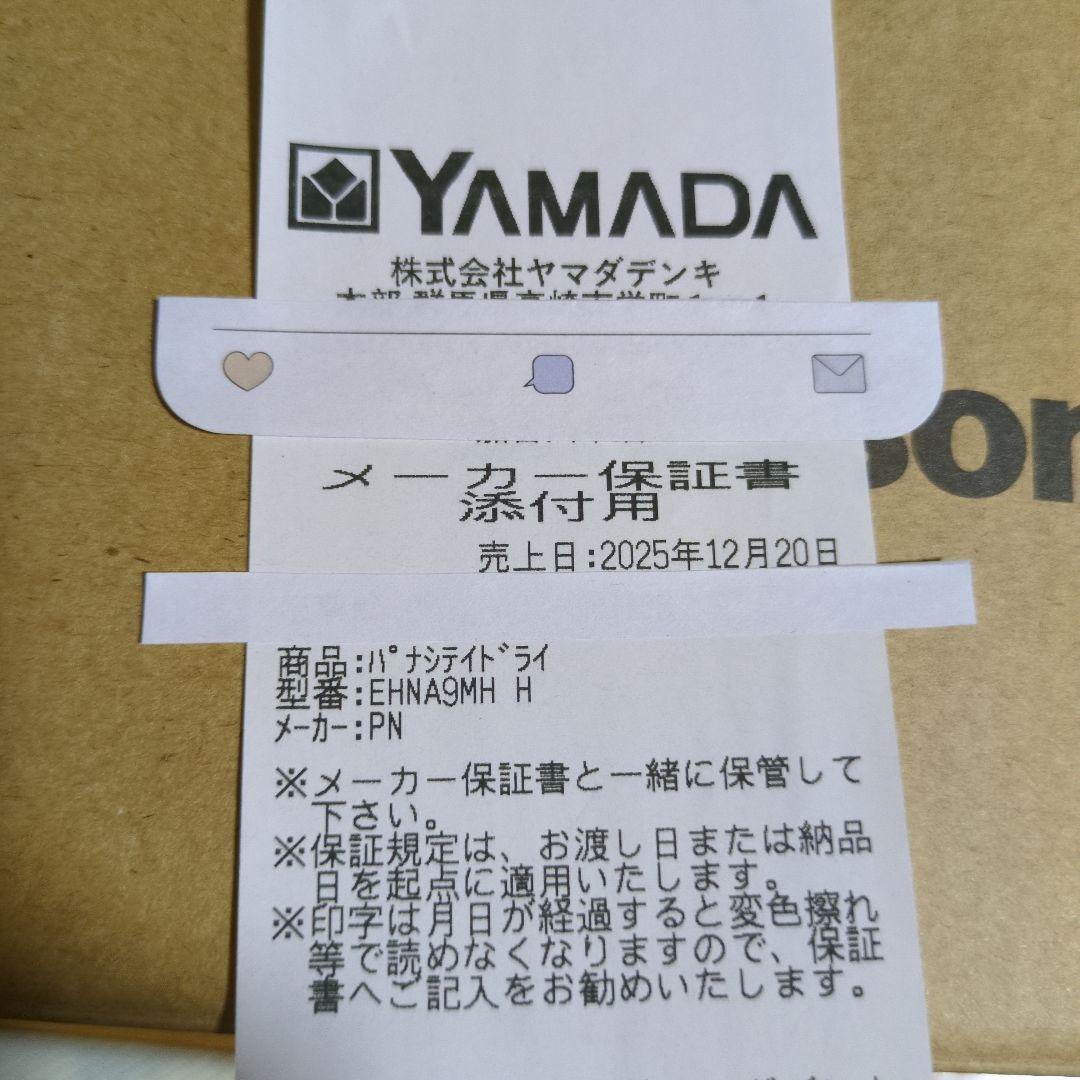 YAMADA
株式会社ヤマダデンキ
メーカー保証書
添付用
売上日:2025年12月20日
商品:ﾊﾟﾅｼﾃｲﾄﾞﾗｲ
型番:EHNA9MH H
ﾒｰｶｰ:PN
※メーカー保証書と一緒に保管して
下さい。
※保証規定は、お渡し日または納品
日を起点に適用いたします。
※印字は月日が経過すると変色擦れ
等で読めなくなりますので、保証
書へご記入をお勧めいたします。